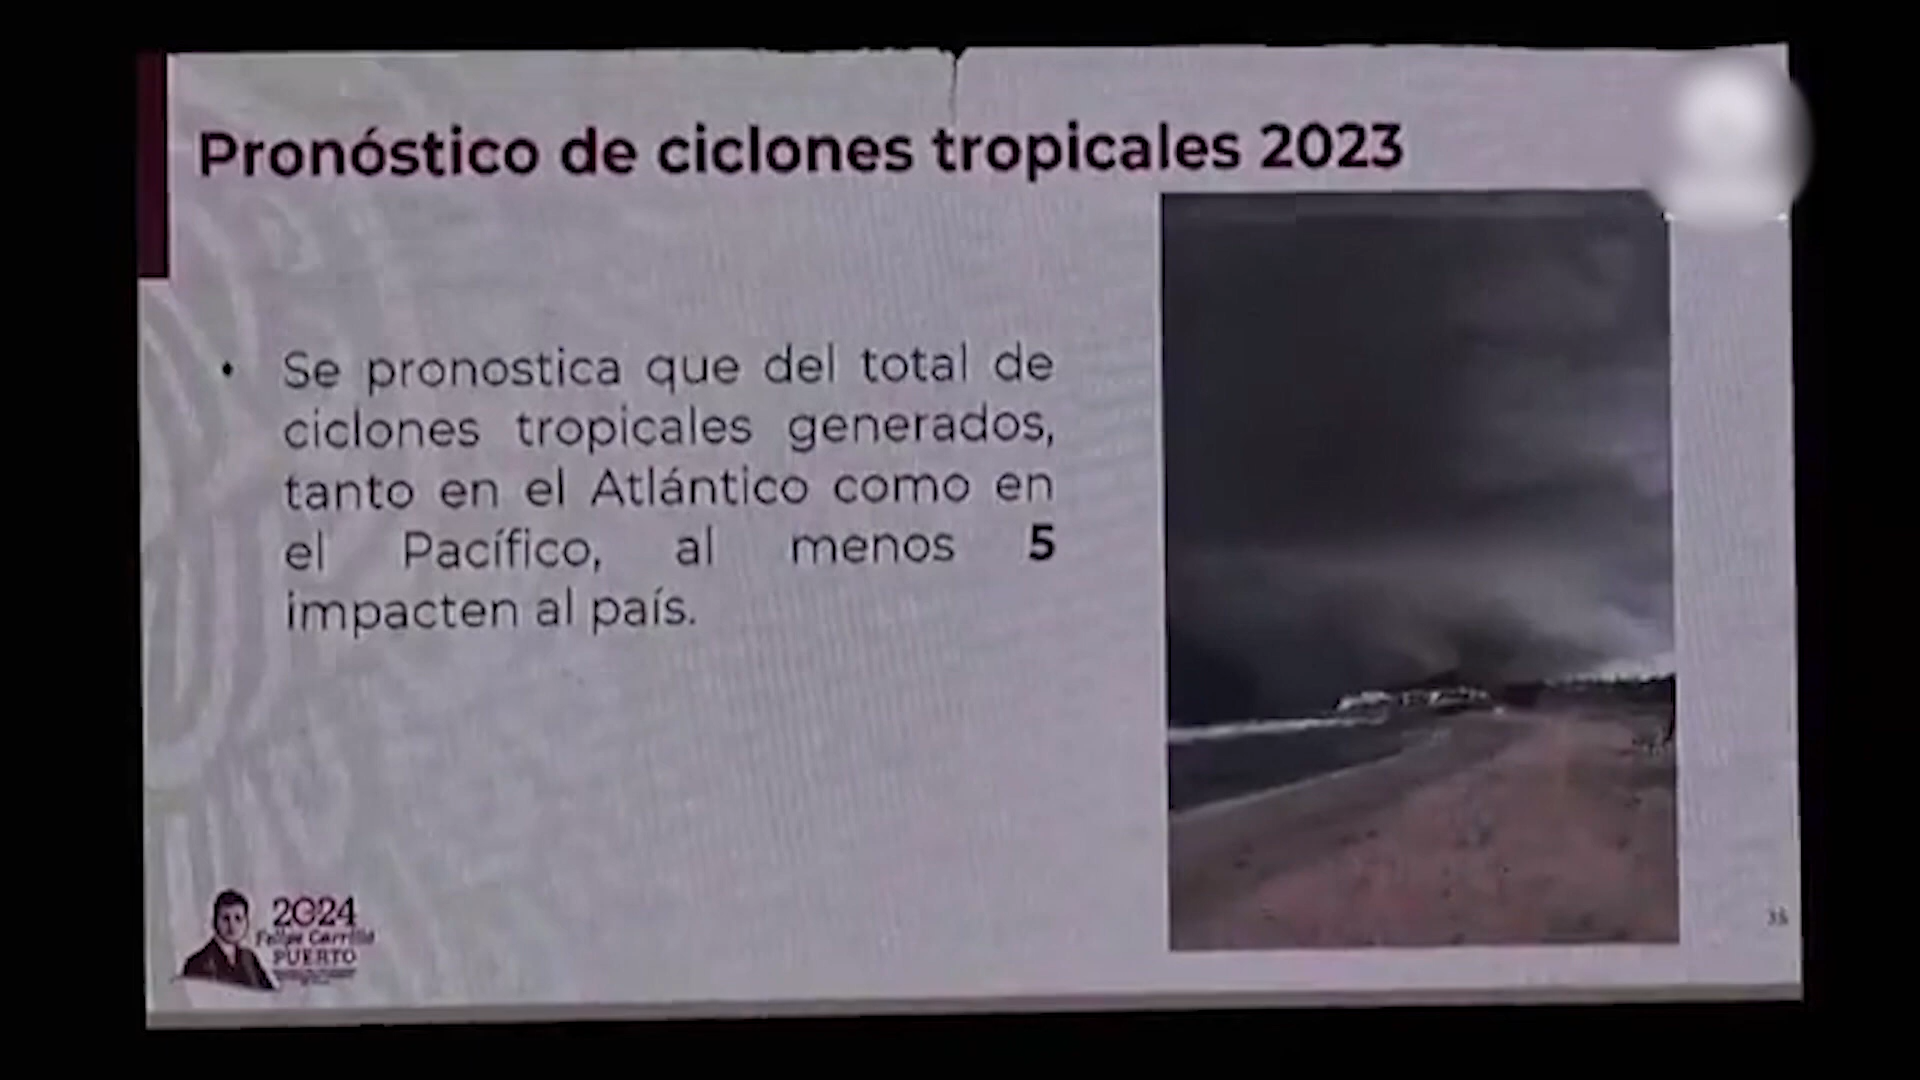 Pronóstico de ciclones tropicales 2023
• Se pronostica que del total de
ciclones tropicales generados,
tanto en el Atlántico como en
el Pacífico, al menos 5
impacten al país.
2024
Felipe Carrillo
PUERTO